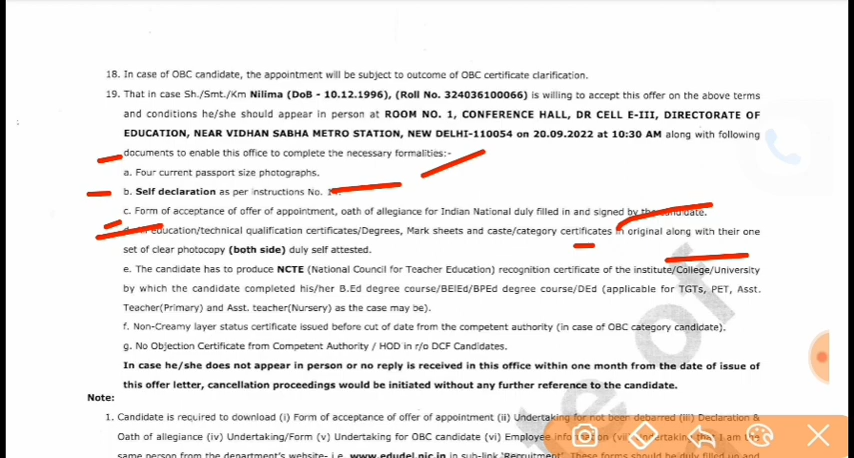 18. In case of OBC candidate, the appointment will be subject to outcome of OBC certificate clarification.
19. That in case Sh./Smt./Km Nilima (DoB - 10.12.1996), (Roll No. 324036100066) is willing to accept this offer on the above terms
and conditions he/she should appear in person at ROOM NO. 1, CONFERENCE HALL, DR CELL E-III, DIRECTORATE OF
EDUCATION, NEAR VIDHAN SABHA METRO STATION, NEW DELHI-110054 on 20.09.2022 at 10:30 AM along with following
documents to enable this office to complete the necessary formalities:-
a. Four current passport size photographs.
b. Self declaration as per instructions No.
c. Form of acceptance of offer of appointment, oath of allegiance for Indian National duly filled in and signed by
education/technical qualification certificates/Degrees, Mark sheets and caste/category certificates in original along with their one
set of clear photocopy (both side) duly self attested.
e. The candidate has to produce NCTE (National Council for Teacher Education) recognition certificate of the institute/College/University
by which the candidate completed his/her B.Ed degree course/BElEd/BPEd degree course/DEd (applicable for TGTs, PET, Asst.
Teacher(Primary) and Asst. teacher(Nursery) as the case may be).
f. Non-Creamy layer status certificate issued before cut of date from the competent authority (in case of OBC category candidate).
g. No Objection Certificate from Competent Authority / HOD in r/o DCF Candidates.
In case he/she does not appear in person or no reply is received in this office within one month from the date of issue of
this offer letter, cancellation proceedings would be initiated without any further reference to the candidate.
Note:
1. Candidate is required to download (i) Form of acceptance of offer of appointment (ii) Undertaking for not been debarred (iii) Declaration &
Oath of allegiance (iv) Undertaking/Form (v) Undertaking for OBC candidate (vi) Employee information (vii) Undertaking that I am the
same person from the department's website- i.e. www.edudel.nic.in in sub-link 'Recruitment' These forms should be duly filled up and